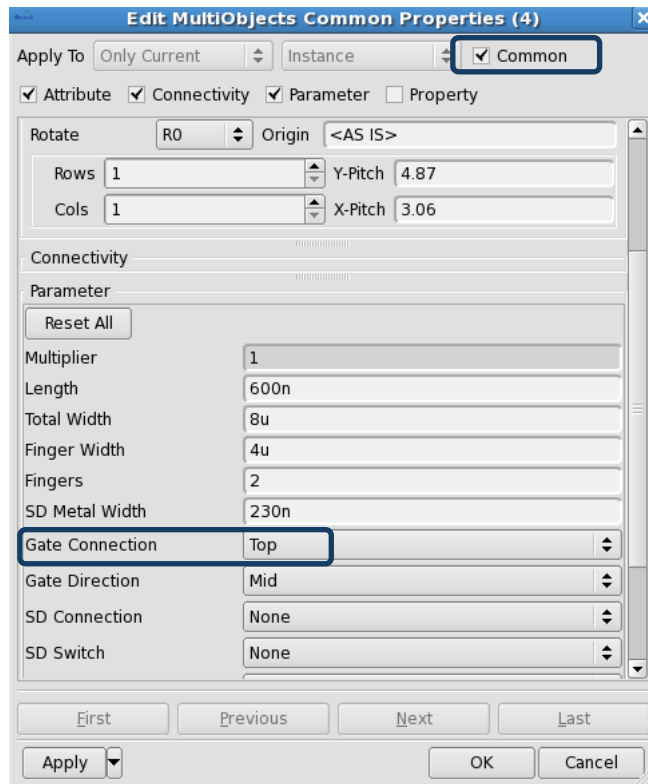 Edit MultiObjects Common Properties (4)
Apply To Only Current Instance Common
Attribute Connectivity Parameter Property
Rotate R0 Origin <AS IS>
Rows 1 Y-Pitch 4.87
Cols 1 X-Pitch 3.06
Connectivity
Parameter
Reset All
Multiplier 1
Length 600n
Total Width 8u
Finger Width 4u
Fingers 2
SD Metal Width 230n
Gate Connection Top
Gate Direction Mid
SD Connection None
SD Switch None
First Previous Next Last
Apply OK Cancel